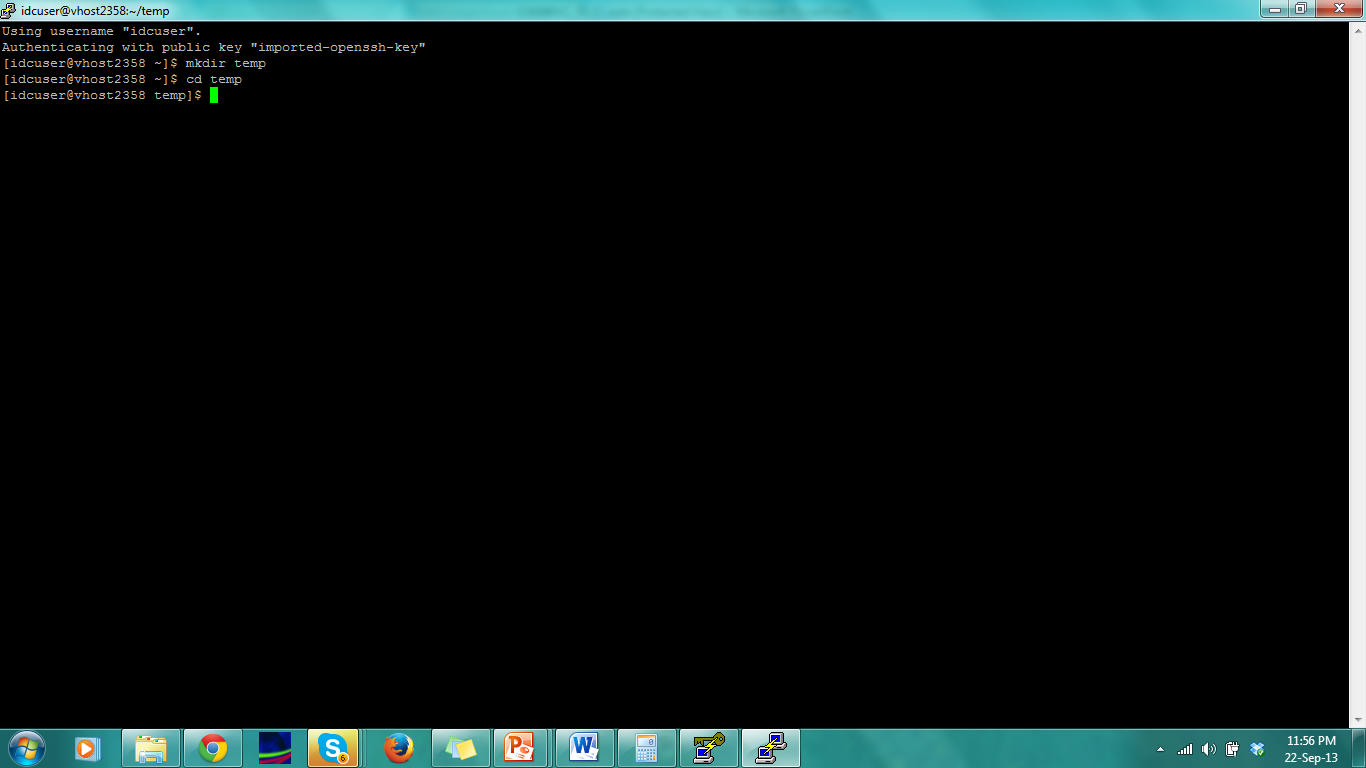 idcuser@vhost2358:~/temp
Using username "idcuser".
Authenticating with public key "imported-openssh-key"
[idcuser@vhost2358 ~]$ mkdir temp
[idcuser@vhost2358 ~]$ cd temp
[idcuser@vhost2358 temp]$
6
11:56 PM
22-Sep-13